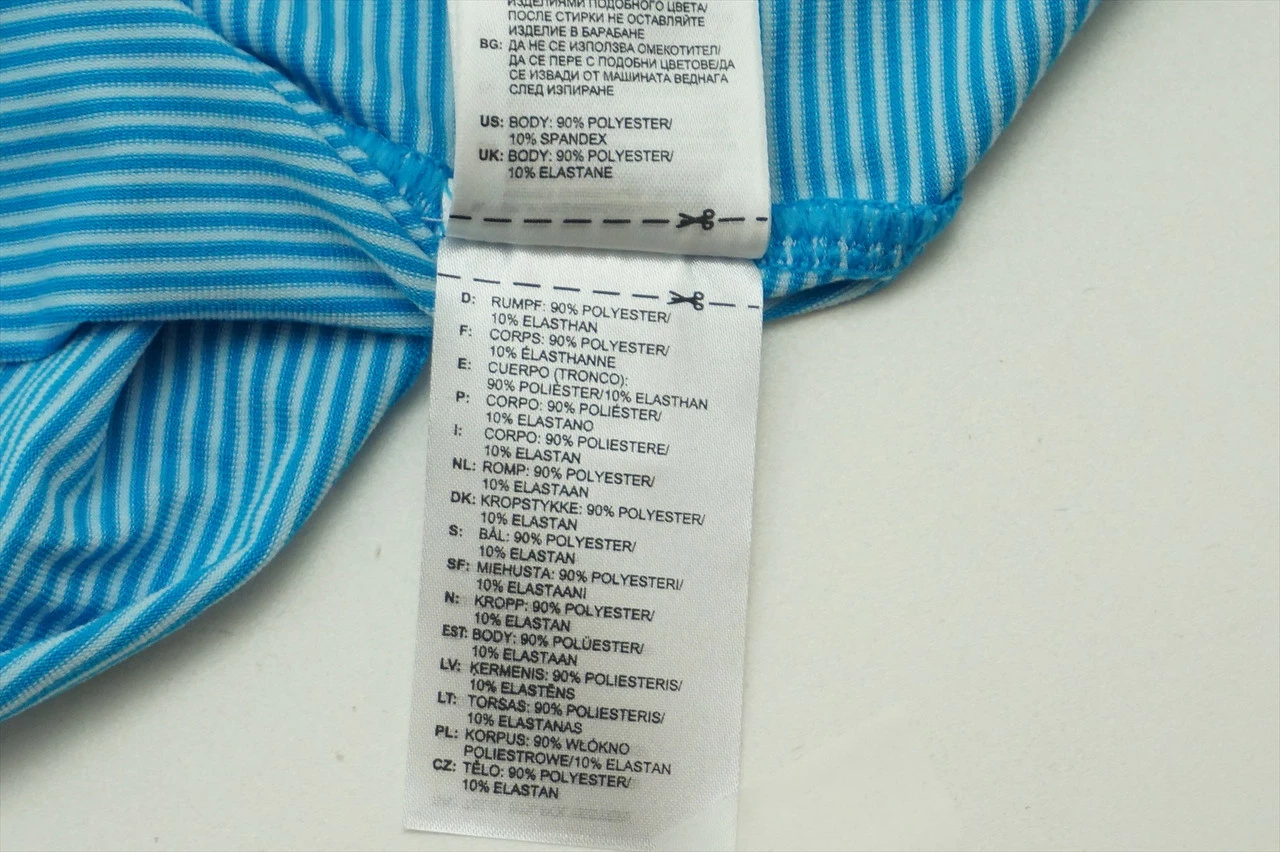 ИЗДЕЛИЯМИ ПОДОБНОГО ЦВЕТА/
ПОСЛЕ СТИРКИ НЕ ОСТАВЛЯЙТЕ
ИЗДЕЛИЕ В БАРАБАНЕ
BG: ДА НЕ СЕ ИЗПОЛЗВА ОМЕКОТИТЕЛ/
ДА СЕ ПЕРЕ С ПОДОБНИ ЦВЕТОВЕ/ДА
СЕ ИЗВАДИ ОТ МАШИНАТА ВЕДНАГА
СЛЕД ИЗПИРАНЕ
US: BODY: 90% POLYESTER/
10% SPANDEX
UK: BODY: 90% POLYESTER/
10% ELASTANE
D: RUMPF: 90% POLYESTER/
10% ELASTHAN
F: CORPS: 90% POLYESTER/
10% ÉLASTHANNE
E: CUERPO (TRONCO):
90% POLIÉSTER/10% ELASTHAN
P: CORPO: 90% POLIÉSTER/
10% ELASTANO
I: CORPO: 90% POLIESTERE/
10% ELASTAN
NL: ROMP: 90% POLYESTER/
10% ELASTAAN
DK: KROPSTYKKE: 90% POLYESTER/
10% ELASTAN
S: BÅL: 90% POLYESTER/
10% ELASTAN
SF: MIEHUSTA: 90% POLYESTERI/
10% ELASTAANI
N: KROPP: 90% POLYESTER/
10% ELASTAN
EST: BODY: 90% POLÜESTER/
10% ELASTAAN
LV: ĶERMENIS: 90% POLIESTERIS/
10% ELASTĒNS
LT: TORSAS: 90% POLIESTERIS/
10% ELASTANAS
PL: KORPUS: 90% WŁÓKNO
POLIESTROWE/10% ELASTAN
CZ: TĚLO: 90% POLYESTER/
10% ELASTAN